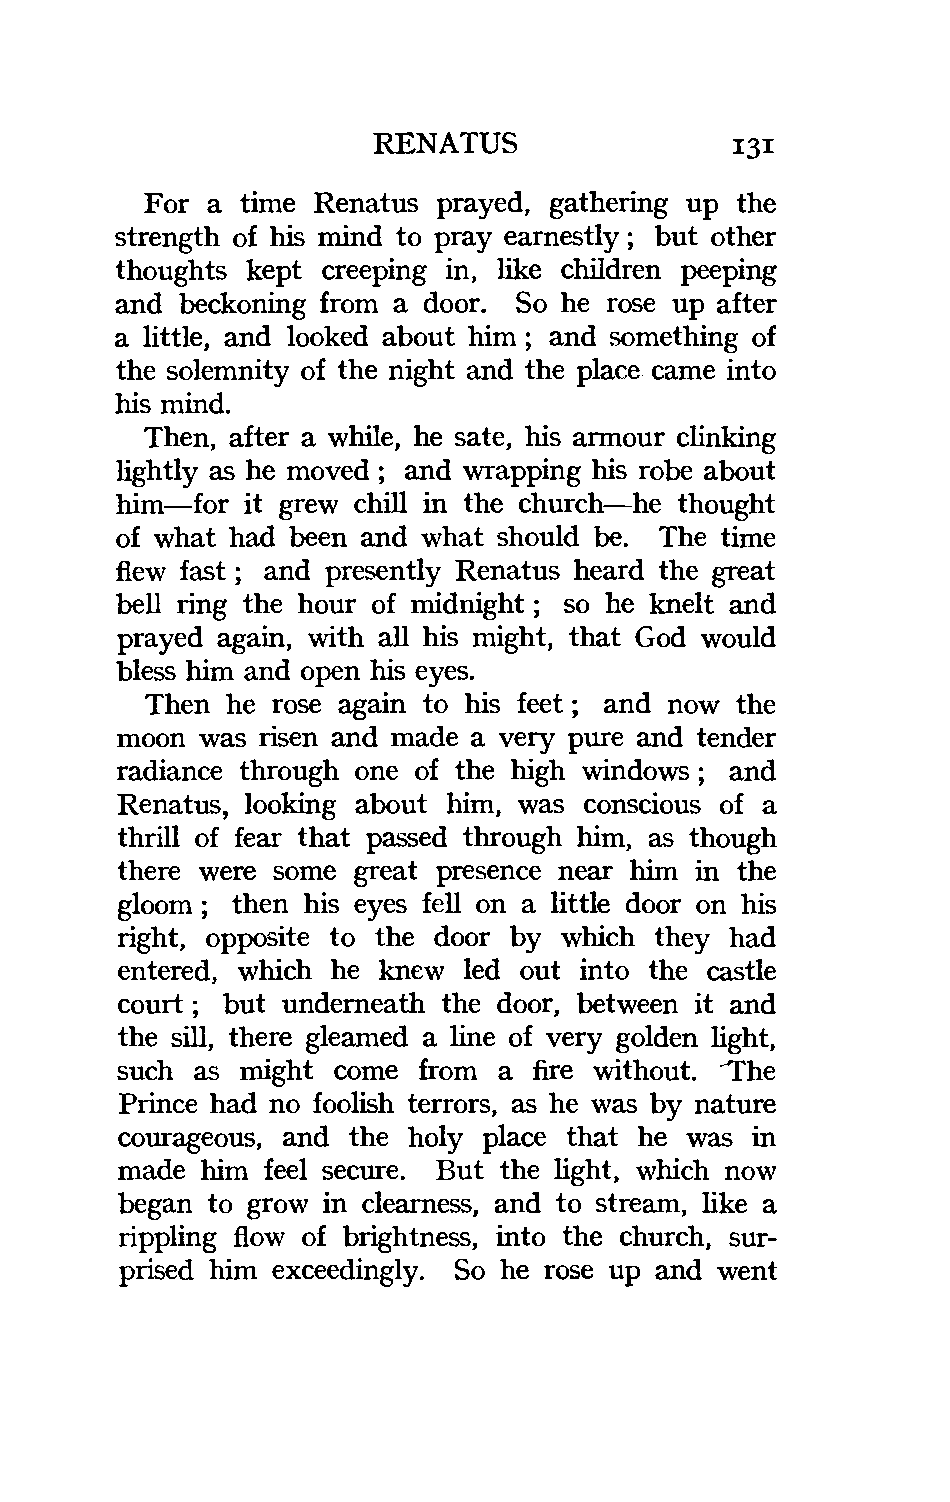 RENATUS 131
For a time Renatus prayed, gathering up the
strength of his mind to pray earnestly ; but other
thoughts kept creeping in, like children peeping
and beckoning from a door. So he rose up after
a little, and looked about him ; and something of
the solemnity of the night and the place came into
his mind.
Then, after a while, he sate, his armour clinking
lightly as he moved ; and wrapping his robe about
him—for it grew chill in the church—he thought
of what had been and what should be. The time
flew fast ; and presently Renatus heard the great
bell ring the hour of midnight ; so he knelt and
prayed again, with all his might, that God would
bless him and open his eyes.
Then he rose again to his feet ; and now the
moon was risen and made a very pure and tender
radiance through one of the high windows ; and
Renatus, looking about him, was conscious of a
thrill of fear that passed through him, as though
there were some great presence near him in the
gloom ; then his eyes fell on a little door on his
right, opposite to the door by which they had
entered, which he knew led out into the castle
court ; but underneath the door, between it and
the sill, there gleamed a line of very golden light,
such as might come from a fire without. The
Prince had no foolish terrors, as he was by nature
courageous, and the holy place that he was in
made him feel secure. But the light, which now
began to grow in clearness, and to stream, like a
rippling flow of brightness, into the church, sur-
prised him exceedingly. So he rose up and went